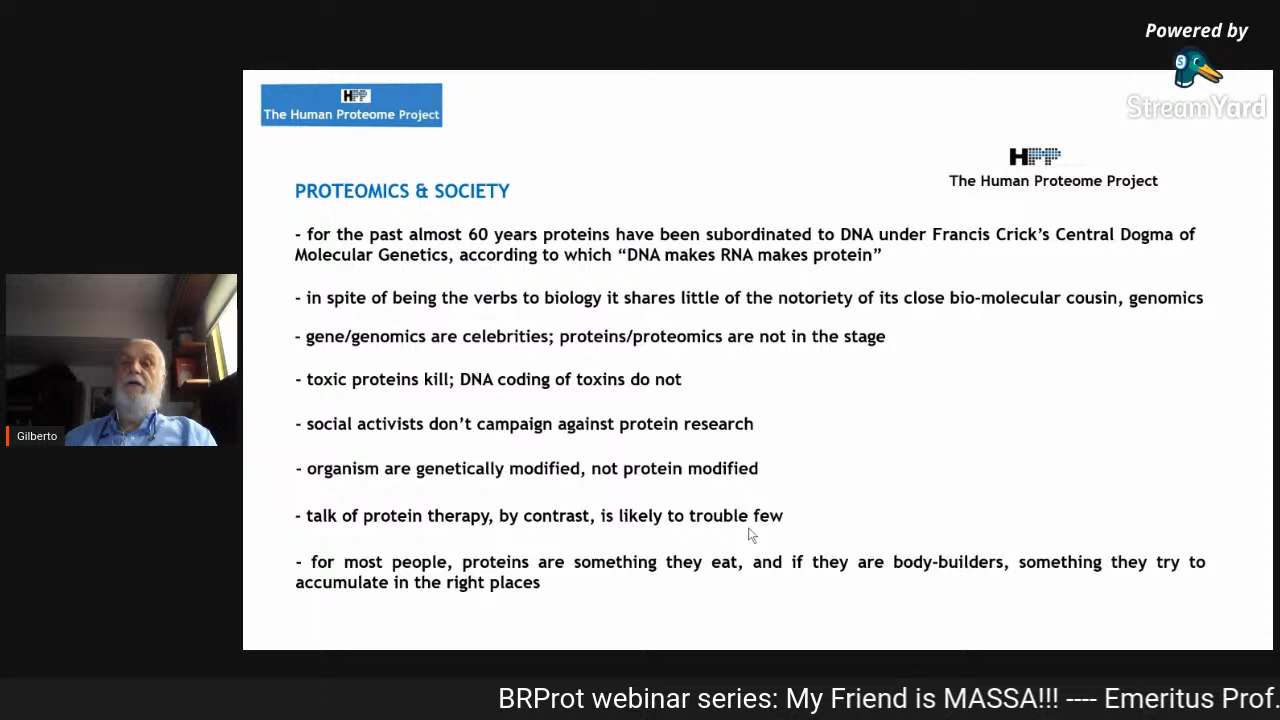 Powered by
StreamYard
HPP
The Human Proteome Project
HPP
The Human Proteome Project
PROTEOMICS & SOCIETY
- for the past almost 60 years proteins have been subordinated to DNA under Francis Crick's Central Dogma of
Molecular Genetics, according to which “DNA makes RNA makes protein”
- in spite of being the verbs to biology it shares little of the notoriety of its close bio-molecular cousin, genomics
- gene/genomics are celebrities; proteins/proteomics are not in the stage
- toxic proteins kill; DNA coding of toxins do not
- social activists don't campaign against protein research
- organism are genetically modified, not protein modified
- talk of protein therapy, by contrast, is likely to trouble few
- for most people, proteins are something they eat, and if they are body-builders, something they try to
accumulate in the right places
Gilberto
BRProt webinar series: My Friend is MASSA!!! ---- Emeritus Prof.